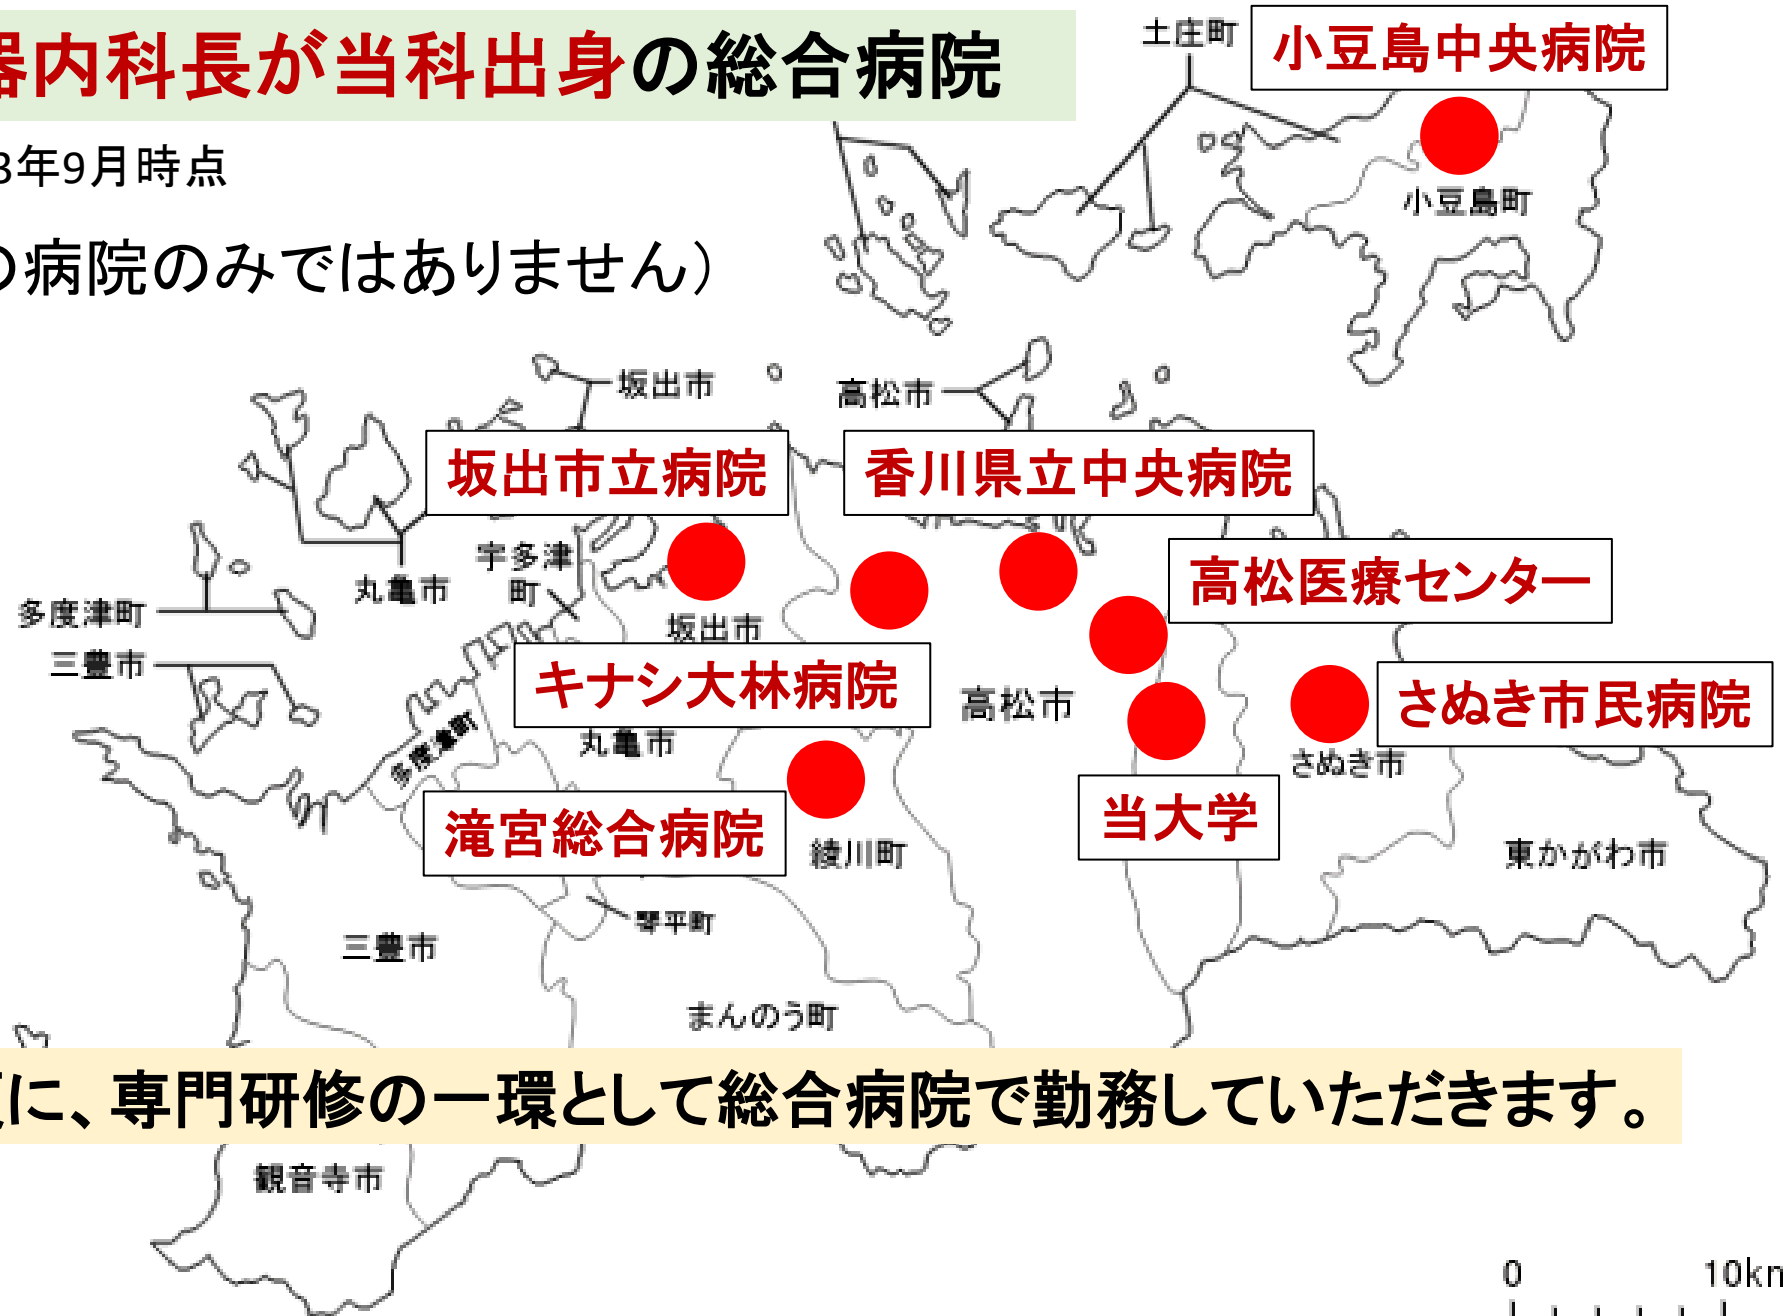 器内科長が当科出身の総合病院
3年9月時点
の病院のみではありません）
土庄町
小豆島中央病院
小豆島町
坂出市
高松市
坂出市立病院
香川県立中央病院
宇多津
町
丸亀市
多度津町
三豊市
坂出市
高松医療センター
キナシ大林病院
高松市
さぬき市民病院
さぬき市
丸亀市
多度津町
滝宮総合病院
綾川町
当大学
東かがわ市
琴平町
三豊市
まんのう町
に、専門研修の一環として総合病院で勤務していただきます。
観音寺市
0 10km